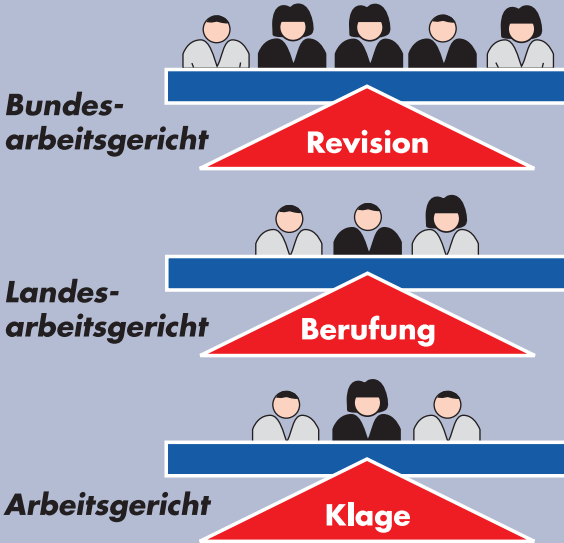 Bundes-
arbeitsgericht
Revision
Landes-
arbeitsgericht
Berufung
Arbeitsgericht
Klage